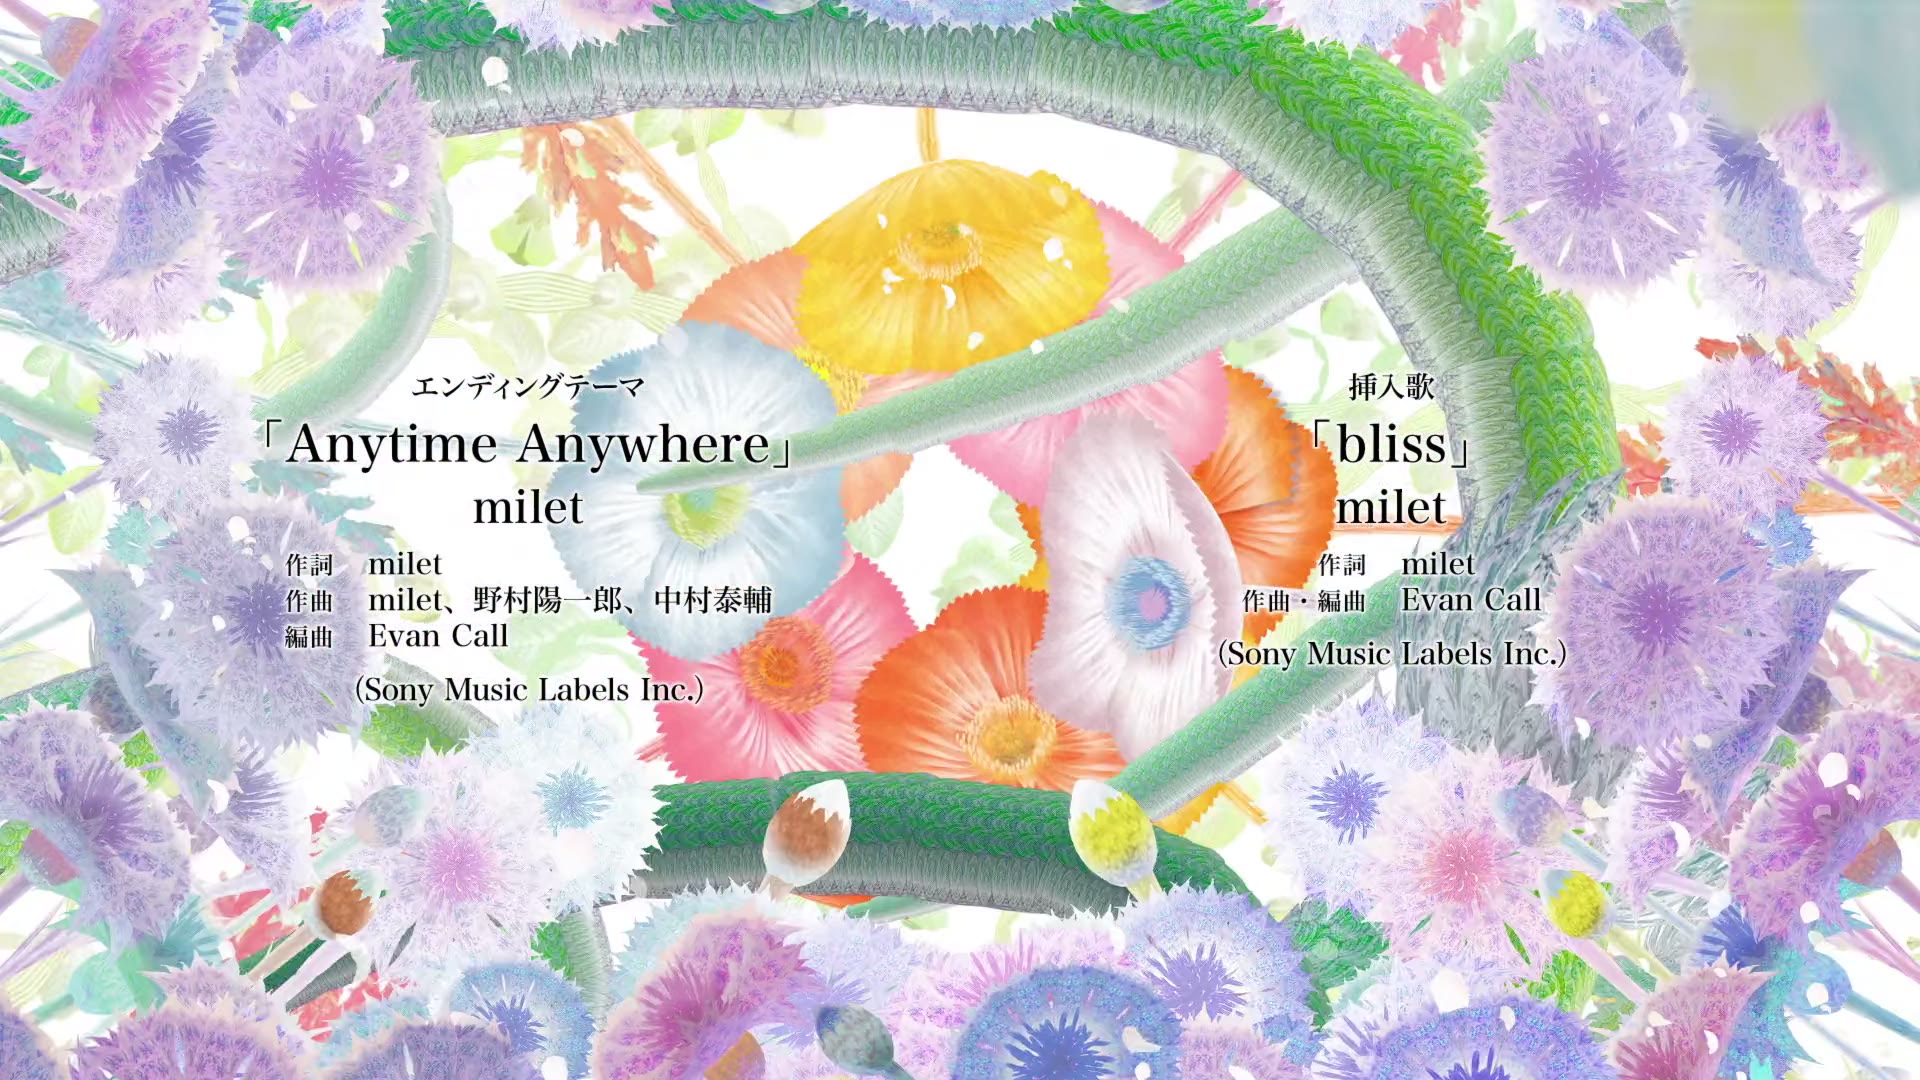 エンディングテーマ
「Anytime Anywhere」
milet
作詞 milet
作曲 milet、野村陽一郎、中村泰輔
編曲 Evan Call
(Sony Music Labels Inc.)
挿入歌
「bliss」
milet
作詞 milet
作曲・編曲 Evan Call
(Sony Music Labels Inc.)